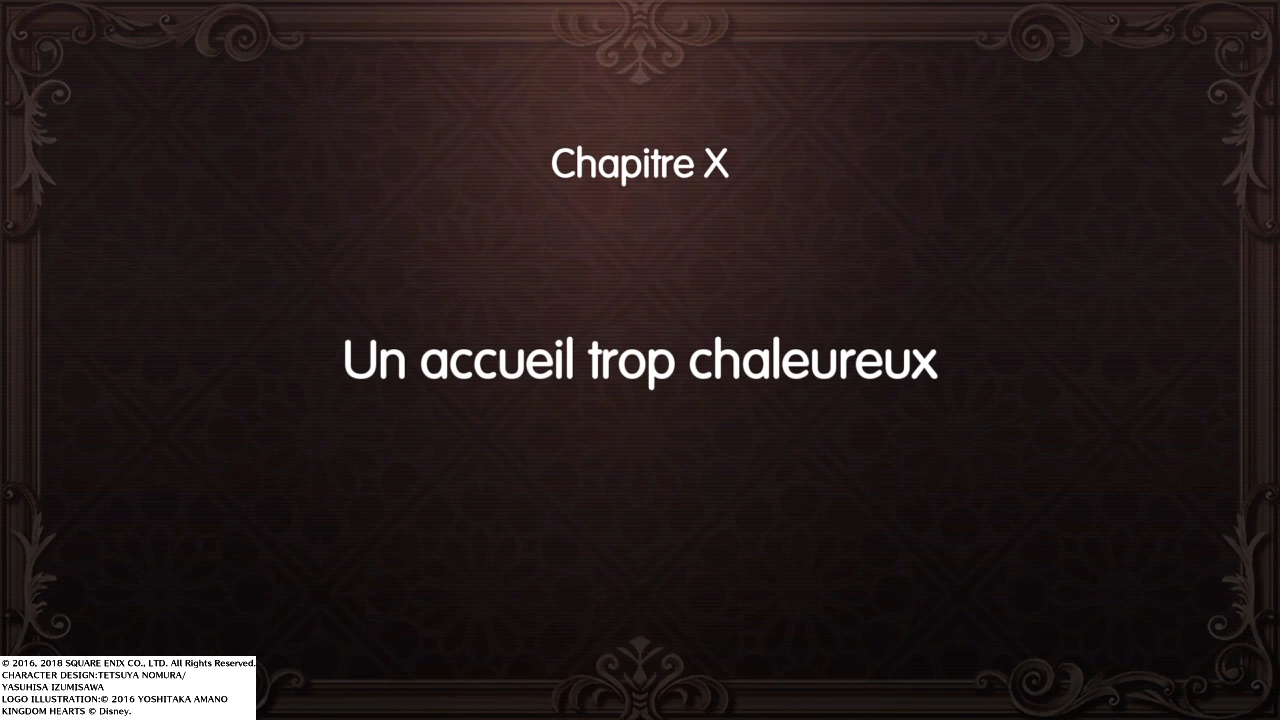 Chapitre X
Un accueil trop chaleureux
© 2016, 2018 SQUARE ENIX CO., LTD. All Rights Reserved.
CHARACTER DESIGN:TETSUYA NOMURA/
YASUHISA IZUMISAWA
LOGO ILLUSTRATION:© 2016 YOSHITAKA AMANO
KINGDOM HEARTS © Disney.